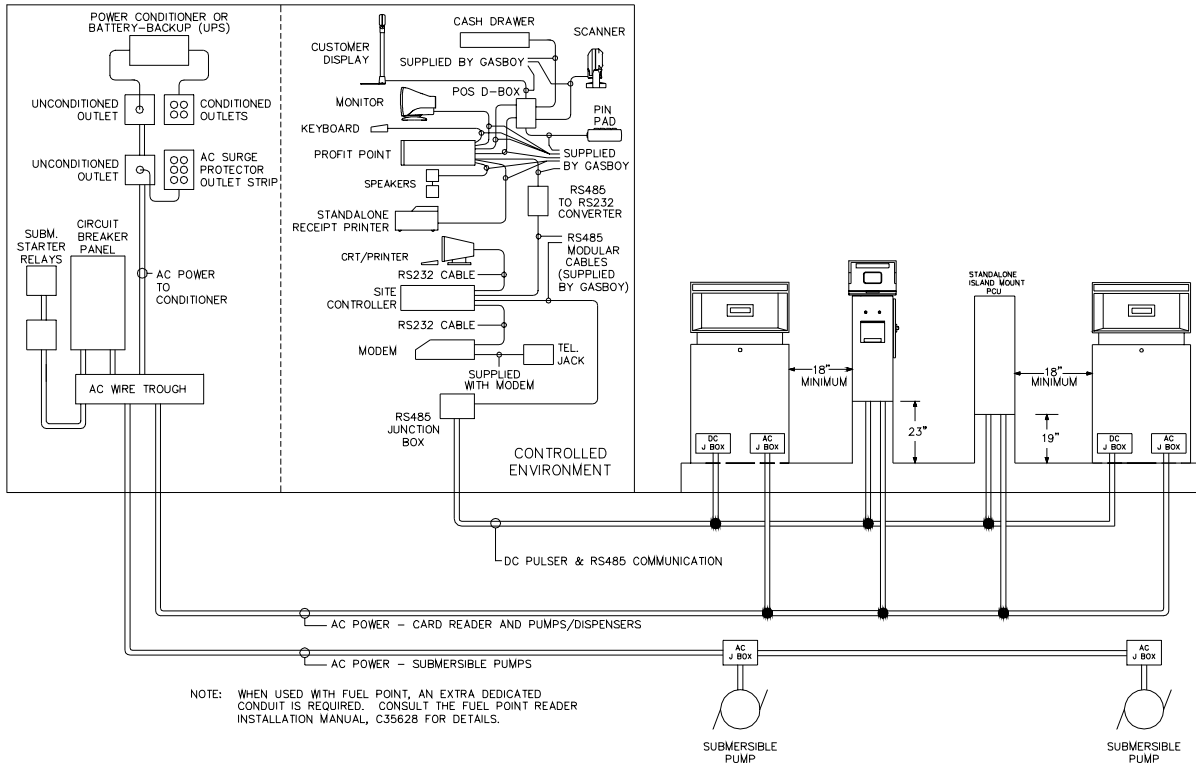 POWER CONDITIONER OR
BATTERY-BACKUP (UPS)
UNCONDITIONED
OUTLET
CONDITIONED
OUTLETS
UNCONDITIONED
OUTLET
AC SURGE
PROTECTOR
OUTLET STRIP
SUBM.
STARTER
RELAYS
CIRCUIT
BREAKER
PANEL
AC POWER
TO
CONDITIONER
AC WIRE TROUGH
CASH DRAWER
SCANNER
CUSTOMER
DISPLAY
SUPPLIED BY GASBOY
POS D-BOX
MONITOR
PIN
PAD
KEYBOARD
PROFIT POINT
SUPPLIED
BY GASBOY
SPEAKERS
RS485
TO RS232
CONVERTER
STANDALONE
RECEIPT PRINTER
RS485
MODULAR
CABLES
(SUPPLIED
BY GASBOY)
CRT/PRINTER
RS232 CABLE
SITE
CONTROLLER
RS232 CABLE
MODEM
TEL.
JACK
SUPPLIED
WITH MODEM
RS485
JUNCTION
BOX
CONTROLLED
ENVIRONMENT
STANDALONE
ISLAND MOUNT
PCU
18"
MINIMUM
18"
MINIMUM
23"
19"
DC
J BOX
AC
J BOX
DC
J BOX
AC
J BOX
DC PULSER & RS485 COMMUNICATION
AC POWER - CARD READER AND PUMPS/DISPENSERS
AC POWER - SUBMERSIBLE PUMPS
AC
J BOX
AC
J BOX
NOTE: WHEN USED WITH FUEL POINT, AN EXTRA DEDICATED
CONDUIT IS REQUIRED. CONSULT THE FUEL POINT READER
INSTALLATION MANUAL, C35628 FOR DETAILS.
SUBMERSIBLE
PUMP
SUBMERSIBLE
PUMP